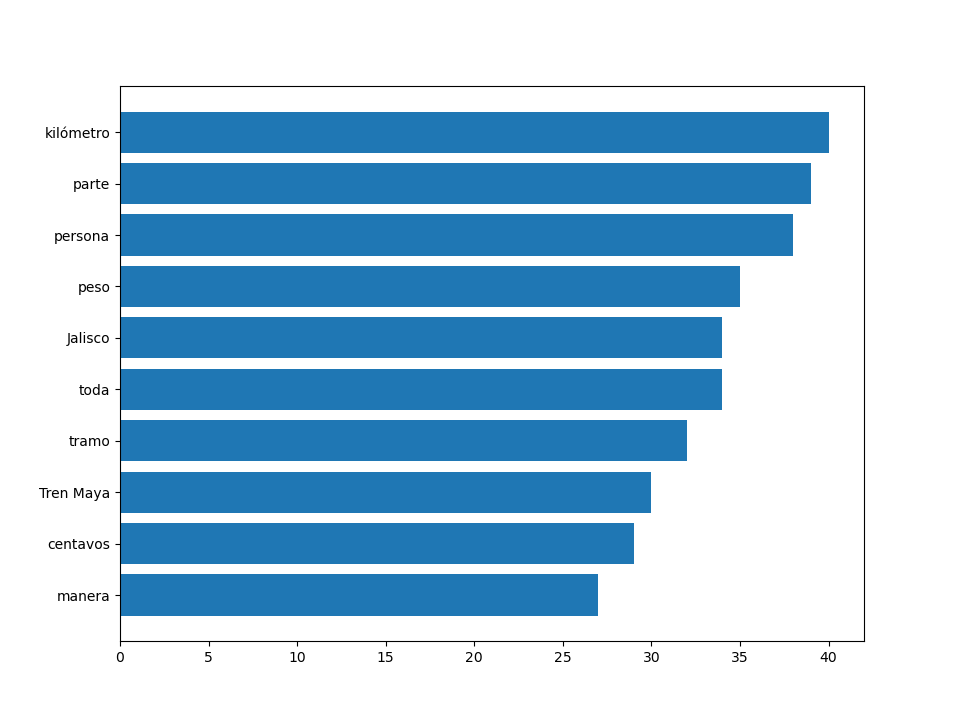 kilómetro
parte
persona
peso
Jalisco
toda
tramo
Tren Maya
centavos
manera
0 5 10 15 20 25 30 35 40